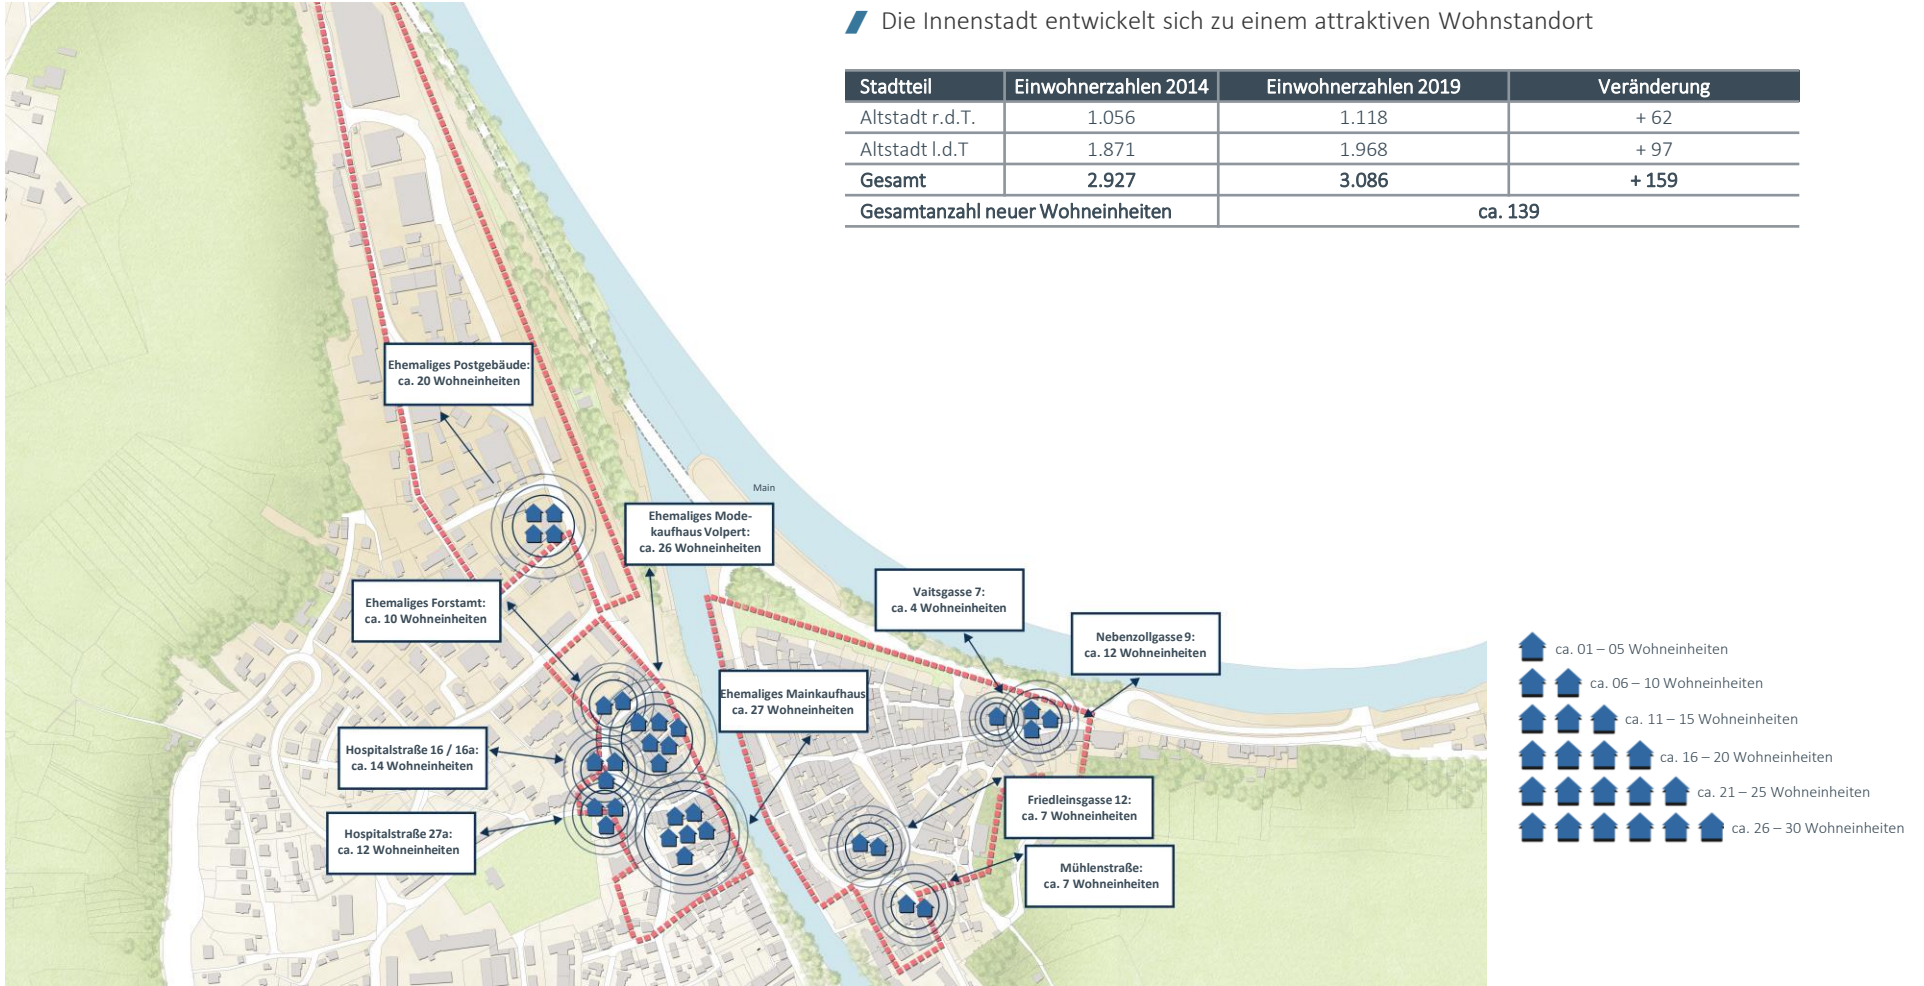 Die Innenstadt entwickelt sich zu einem attraktiven Wohnstandort
Stadtteil Einwohnerzahlen 2014 Einwohnerzahlen 2019 Veränderung
Altstadt r.d.T. 1.056 1.118 + 62
Altstadt l.d.T 1.871 1.968 + 97
Gesamt 2.927 3.086 + 159
Gesamtanzahl neuer Wohneinheiten ca. 139
Ehemaliges Postgebäude:
ca. 20 Wohneinheiten
Main
Ehemaliges Mode-
kaufhaus Volpert:
ca. 26 Wohneinheiten
Ehemaliges Forstamt:
ca. 10 Wohneinheiten
Vaitsgasse 7:
ca. 4 Wohneinheiten
Nebenzollgasse 9:
ca. 12 Wohneinheiten
Ehemaliges Mainkaufhaus
ca. 27 Wohneinheiten
Hospitalstraße 16 / 16a:
ca. 14 Wohneinheiten
Hospitalstraße 27a:
ca. 12 Wohneinheiten
Friedleinsgasse 12:
ca. 7 Wohneinheiten
Mühlenstraße:
ca. 7 Wohneinheiten
ca. 01 – 05 Wohneinheiten
ca. 06 – 10 Wohneinheiten
ca. 11 – 15 Wohneinheiten
ca. 16 – 20 Wohneinheiten
ca. 21 – 25 Wohneinheiten
ca. 26 – 30 Wohneinheiten